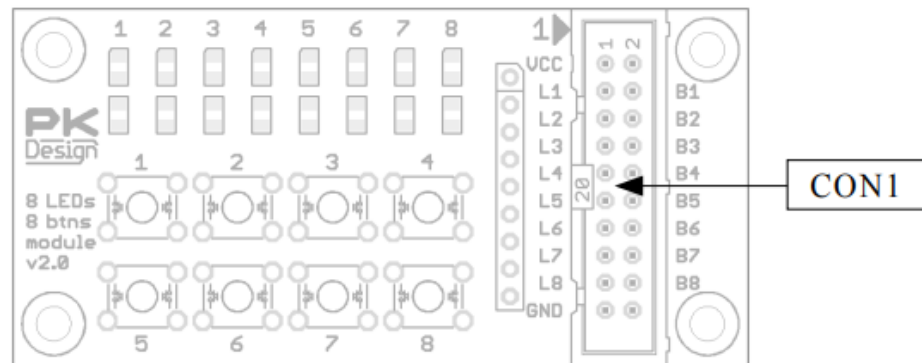 1 2 3 4 5 6 7 8
1
1 2
VCC
L1 B1
L2 B2
L3 B3
L4 B4
L5 B5
L6 B6
L7 B7
L8 B8
GND
20
CON1
PK
Design
8 LEDs
8 btns
module
v2.0
1 2 3 4
5 6 7 8